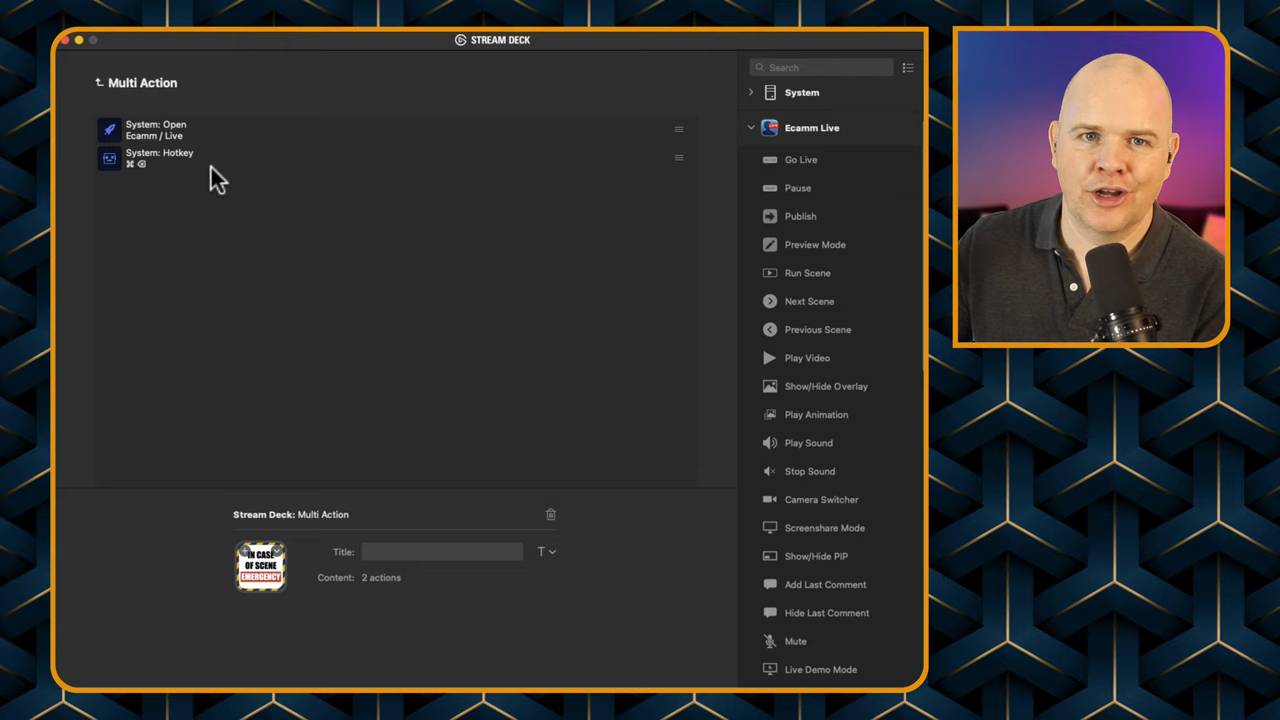 STREAM DECK
Multi Action
System: Open
Ecamm / Live
System: Hotkey
⌘ ⌫
Search
System
Ecamm Live
Go Live
Pause
Publish
Preview Mode
Run Scene
Next Scene
Previous Scene
Play Video
Show/Hide Overlay
Play Animation
Play Sound
Stop Sound
Camera Switcher
Screenshare Mode
Show/Hide PIP
Add Last Comment
Hide Last Comment
Mute
Live Demo Mode
Stream Deck: Multi Action
IN CASE
OF SCENE
EMERGENCY
Title:
T
Content: 2 actions